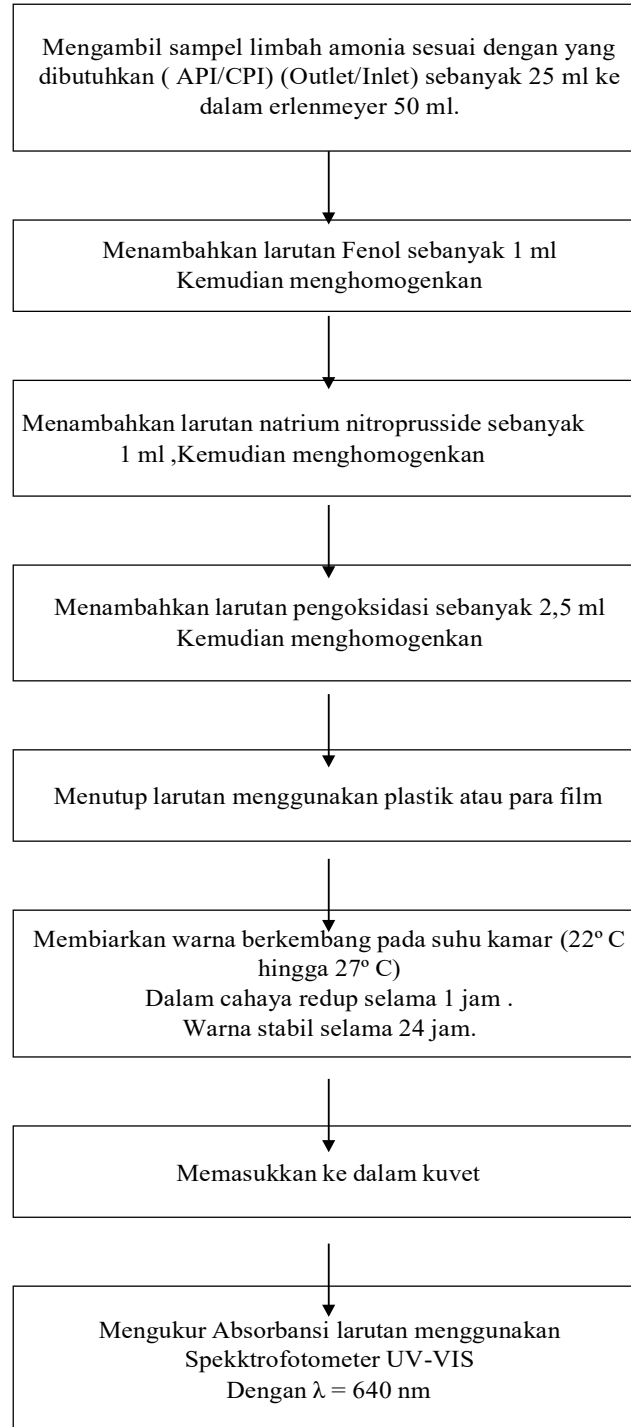 Mengambil sampel limbah amonia sesuai dengan yang
dibutuhkan ( API/CPI) (Outlet/Inlet) sebanyak 25 ml ke
dalam erlenmeyer 50 ml.
Menambahkan larutan Fenol sebanyak 1 ml
Kemudian menghomogenkan
Menambahkan larutan natrium nitroprusside sebanyak
1 ml ,Kemudian menghomogenkan
Menambahkan larutan pengoksidasi sebanyak 2,5 ml
Kemudian menghomogenkan
Menutup larutan menggunakan plastik atau para film
Membiarkan warna berkembang pada suhu kamar (22º C
hingga 27º C)
Dalam cahaya redup selama 1 jam .
Warna stabil selama 24 jam.
Memasukkan ke dalam kuvet
Mengukur Absorbansi larutan menggunakan
Spekktrofotometer UV-VIS
Dengan λ = 640 nm